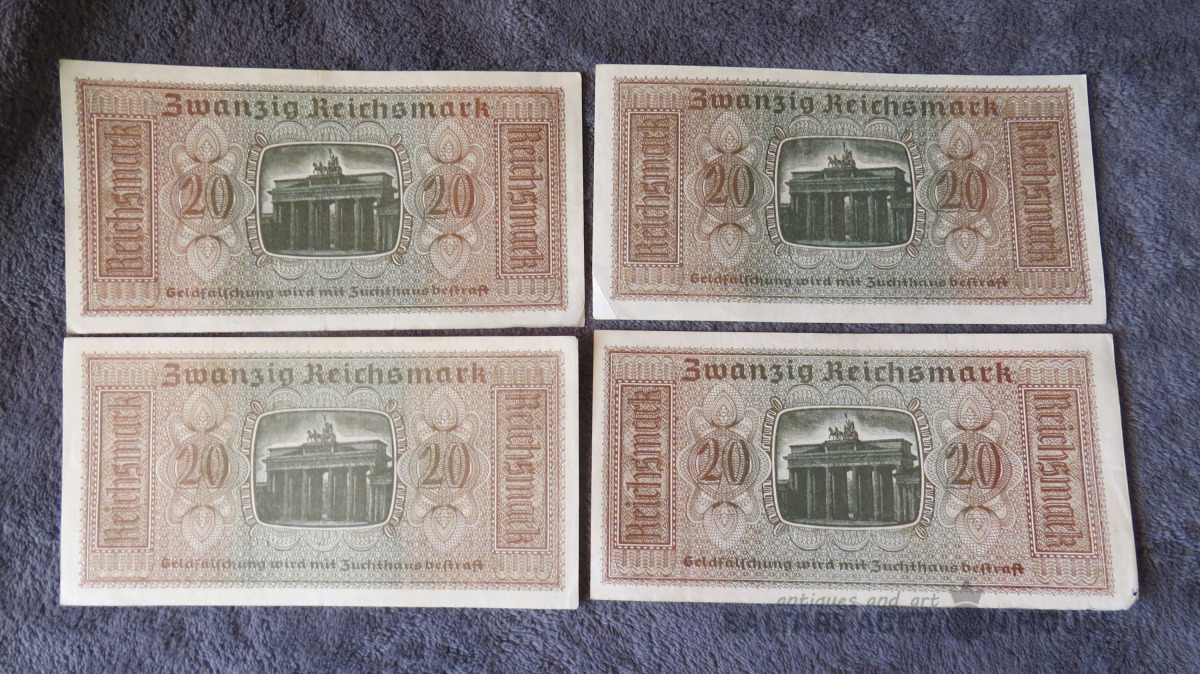 Zwanzig Reichsmark
Reichsmark
20
20
Reichsmark
Geldfälschung wird mit Zuchthaus bestraft
Zwanzig Reichsmark
Reichsmark
20
20
Reichsmark
Geldfälschung wird mit Zuchthaus bestraft
Zwanzig Reichsmark
Reichsmark
20
20
Reichsmark
Geldfälschung wird mit Zuchthaus bestraft
Zwanzig Reichsmark
Reichsmark
20
20
Reichsmark
Geldfälschung wird mit Zuchthaus bestraft
antiques and art